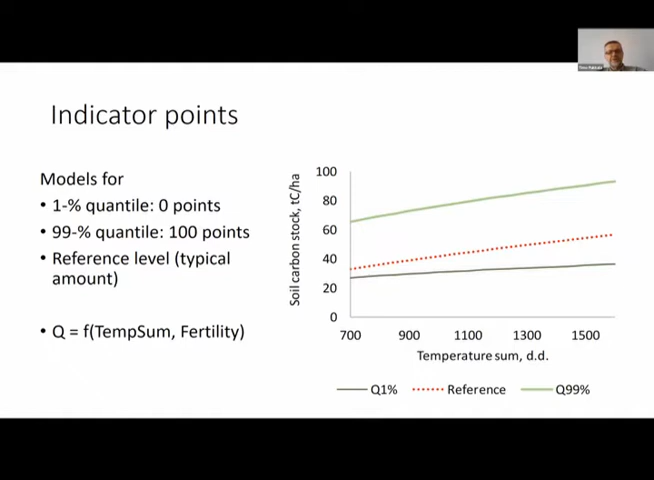 Indicator points
Models for
• 1-% quantile: 0 points
• 99-% quantile: 100 points
• Reference level (typical
amount)
• Q = f(TempSum, Fertility)
Soil carbon stock, tC/ha
100
80
60
40
20
0
700 900 1100 1300 1500
Temperature sum, d.d.
Q1% Reference Q99%